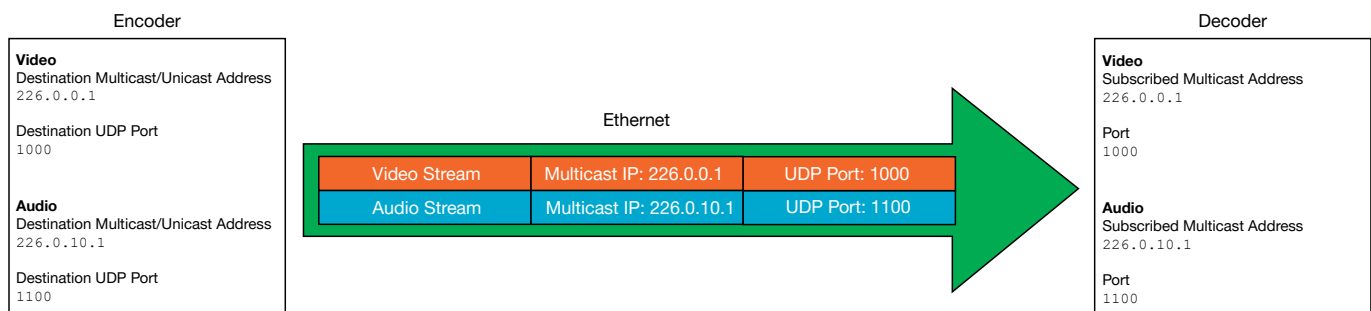 Encoder
Video
Destination Multicast/Unicast Address
226.0.0.1
Destination UDP Port
1000
Audio
Destination Multicast/Unicast Address
226.0.10.1
Destination UDP Port
1100
Ethernet
Video Stream Multicast IP: 226.0.0.1 UDP Port: 1000
Audio Stream Multicast IP: 226.0.10.1 UDP Port: 1100
Decoder
Video
Subscribed Multicast Address
226.0.0.1
Port
1000
Audio
Subscribed Multicast Address
226.0.10.1
Port
1100